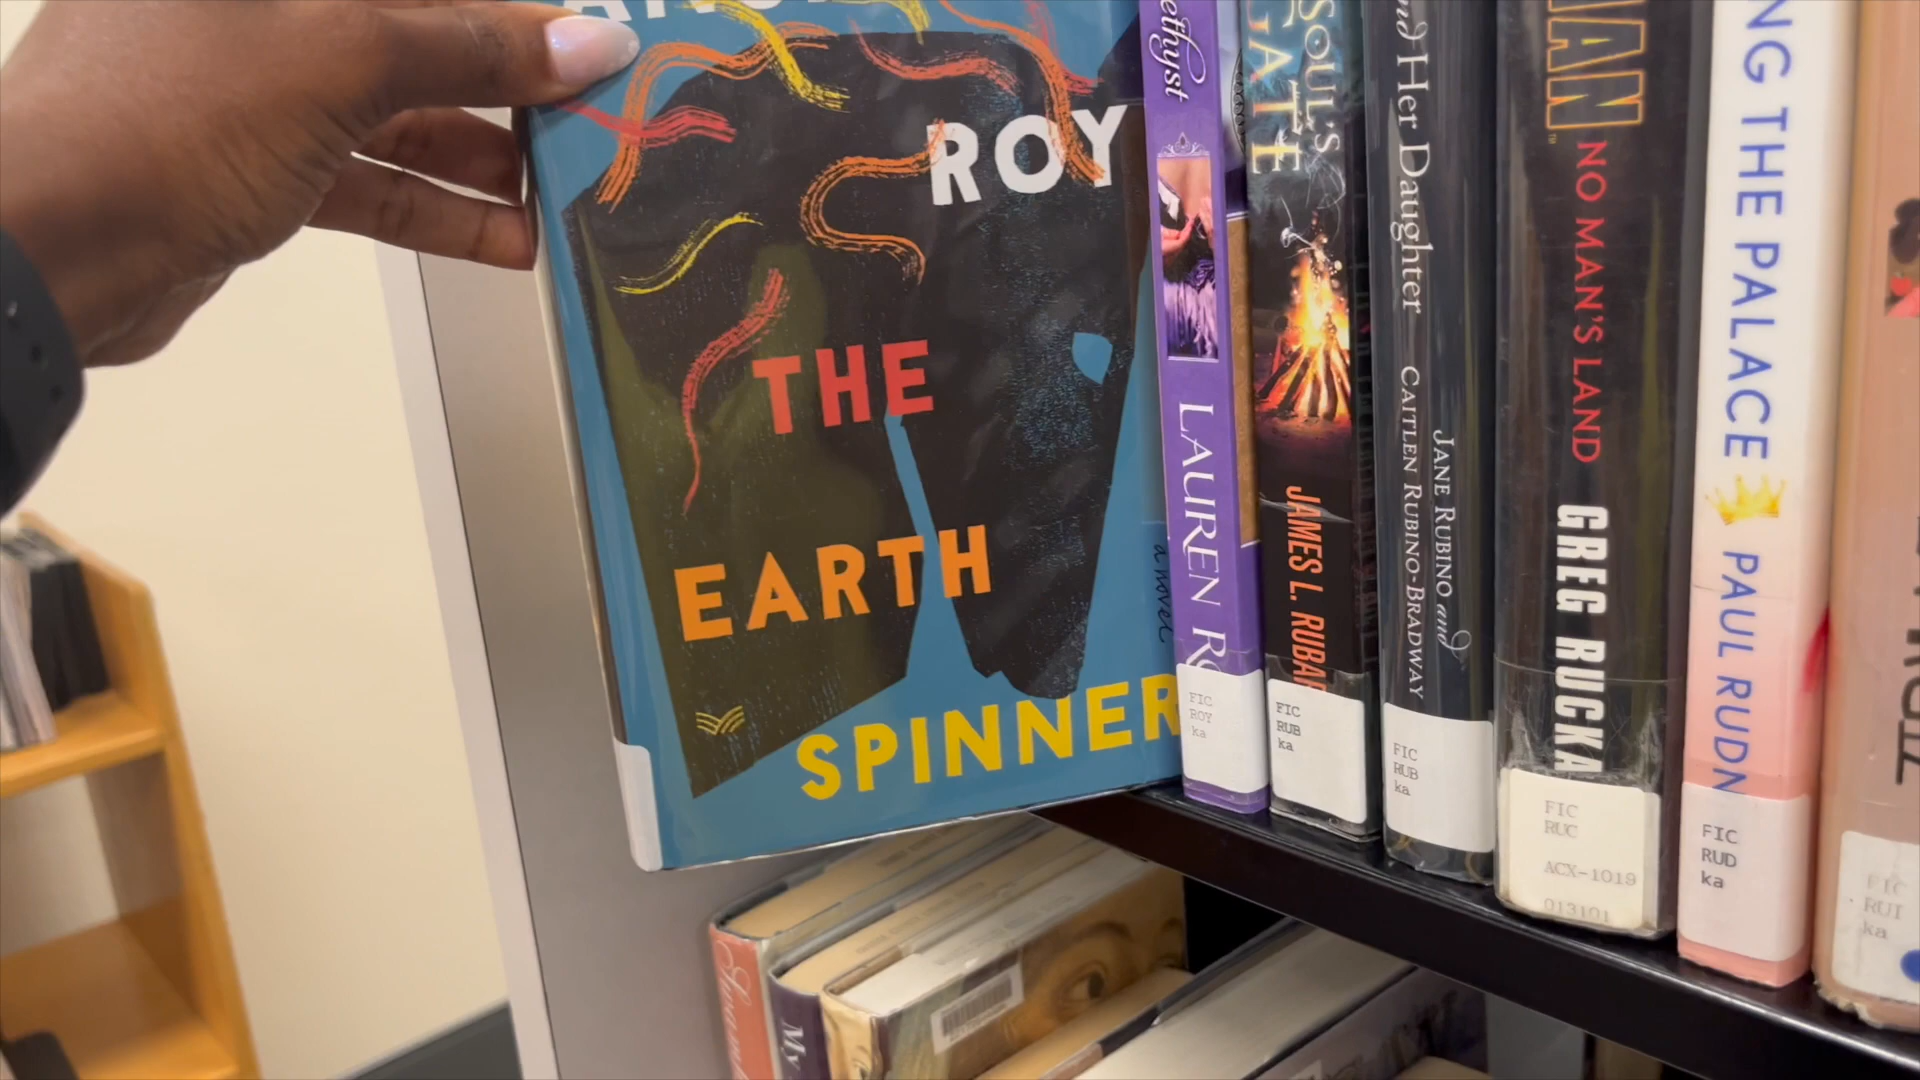 ROY
THE
EARTH
SPINNER
a novel
ethyst
LAUREN
FIC
ROY
ka
SOUL'S
GATE
JAMES L.
FIC
RUB
ka
Her Daughter
JANE RUBINO and
CAITLEN RUBINO-BRADWAY
FIC
RUB
ka
NO MAN'S LAND
GREG RUCKA
FIC
RUC
ACX-1019
013101
NG THE PALACE
PAUL RUDN
FIC
RUD
ka
FIC
RUI
ka
My